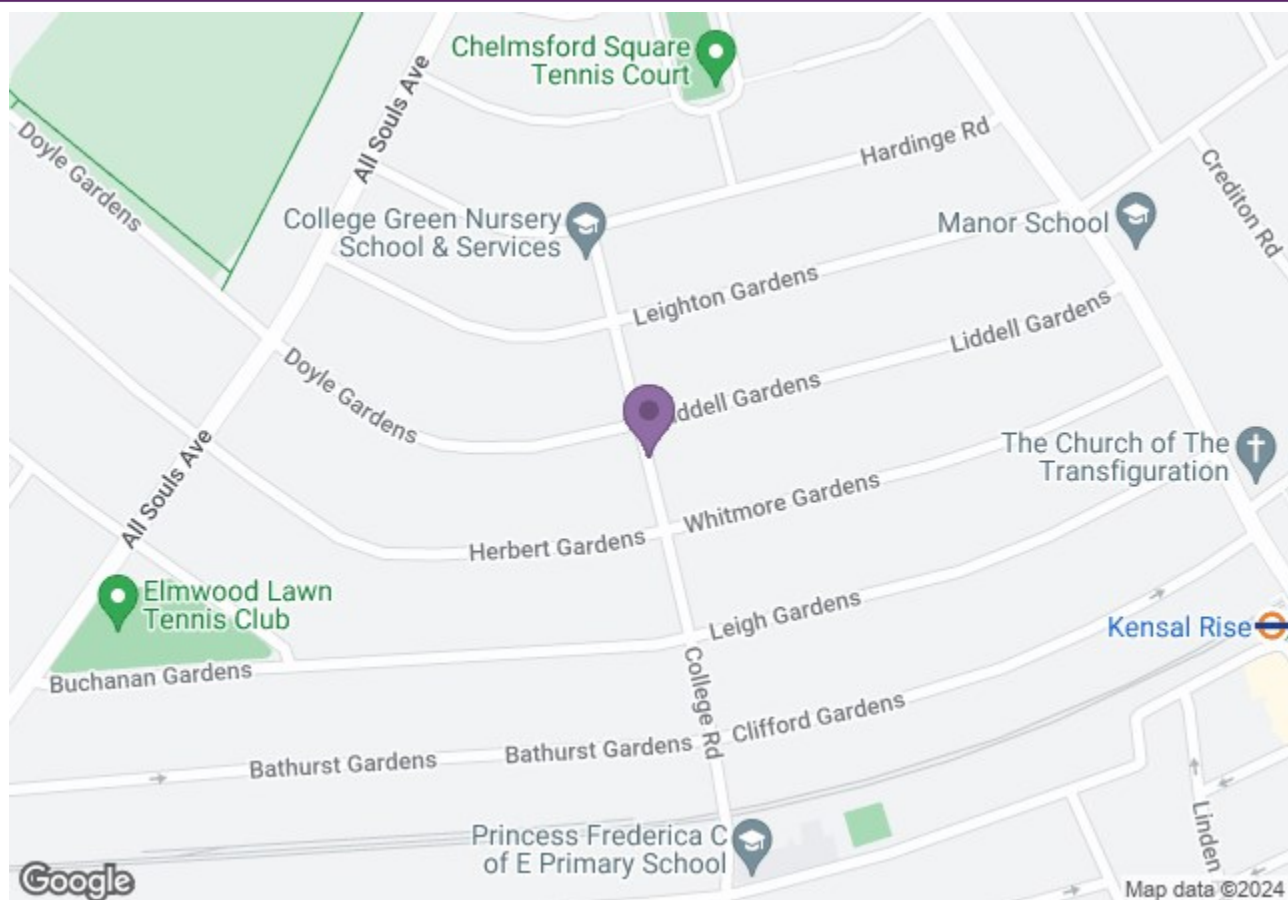 Chelmsford Square
Tennis Court
All Souls Ave
Doyle Gardens
Hardinge Rd
Crediton Rd
College Green Nursery
School & Services
Manor School
Leighton Gardens
Liddell Gardens
Doyle Gardens
ddell Gardens
The Church of The
Transfiguration
All Souls Ave
Whitmore Gardens
Herbert Gardens
Elmwood Lawn
Tennis Club
Leigh Gardens
Kensal Rise
Buchanan Gardens
College Rd
Clifford Gardens
Bathurst Gardens
Bathurst Gardens
Linden
Princess Frederica C
of E Primary School
Google
Map data ©2024